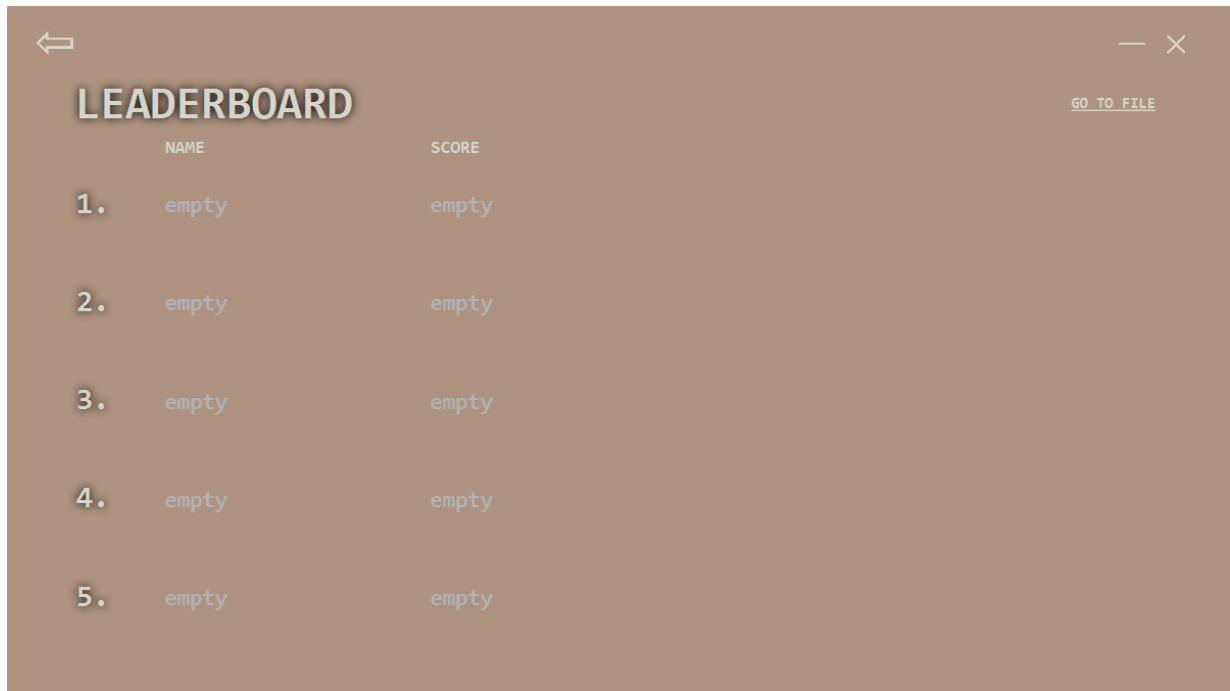 LEADERBOARD
GO TO FILE
NAME SCORE
1. empty empty
2. empty empty
3. empty empty
4. empty empty
5. empty empty